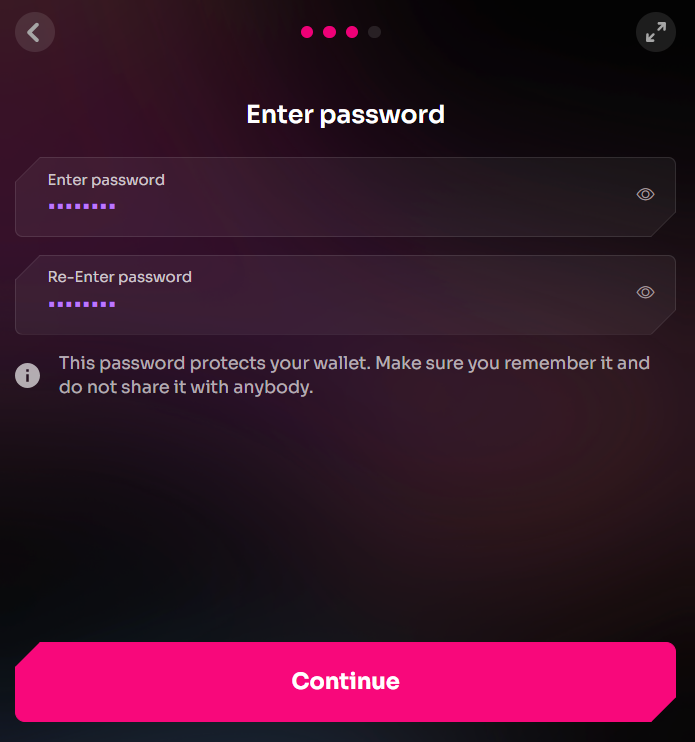 Enter password
Enter password
••••••••
Re-Enter password
••••••••
This password protects your wallet. Make sure you remember it and
do not share it with anybody.
Continue